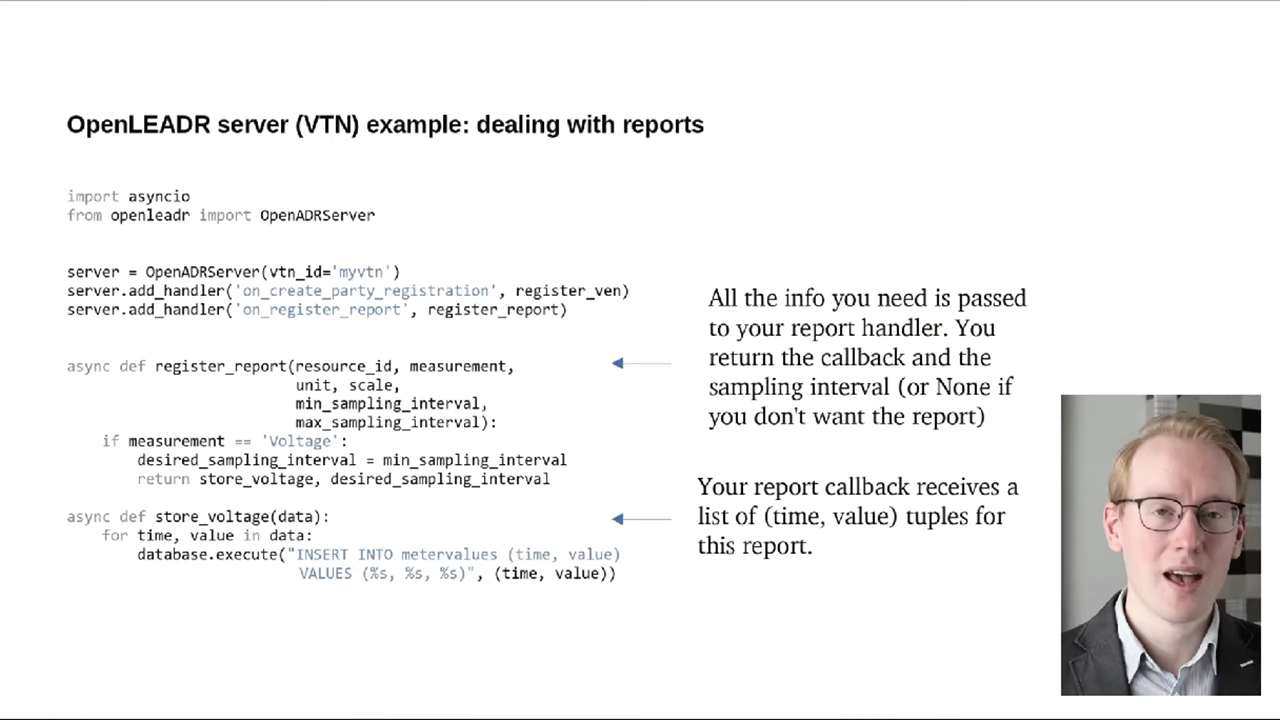 OpenLEADR server (VTN) example: dealing with reports
import asyncio
from openleadr import OpenADRServer
server = OpenADRServer(vtn_id='myvtn')
server.add_handler('on_create_party_registration', register_ven)
server.add_handler('on_register_report', register_report)
async def register_report(resource_id, measurement,
unit, scale,
min_sampling_interval,
max_sampling_interval):
if measurement == 'Voltage':
desired_sampling_interval = min_sampling_interval
return store_voltage, desired_sampling_interval
async def store_voltage(data):
for time, value in data:
database.execute("INSERT INTO metervalues (time, value)
VALUES (%s, %s, %s)", (time, value))
All the info you need is passed
to your report handler. You
return the callback and the
sampling interval (or None if
you don't want the report)
Your report callback receives a
list of (time, value) tuples for
this report.